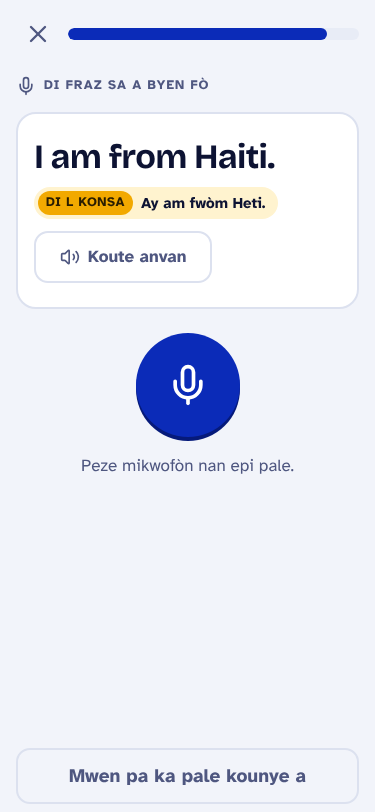 DI FRAZ SA A BYEN FÒ
I am from Haiti.
DI L KONSA Ay am fwòm Heti.
Koute anvan
Peze mikwofòn nan epi pale.
Mwen pa ka pale kounye a